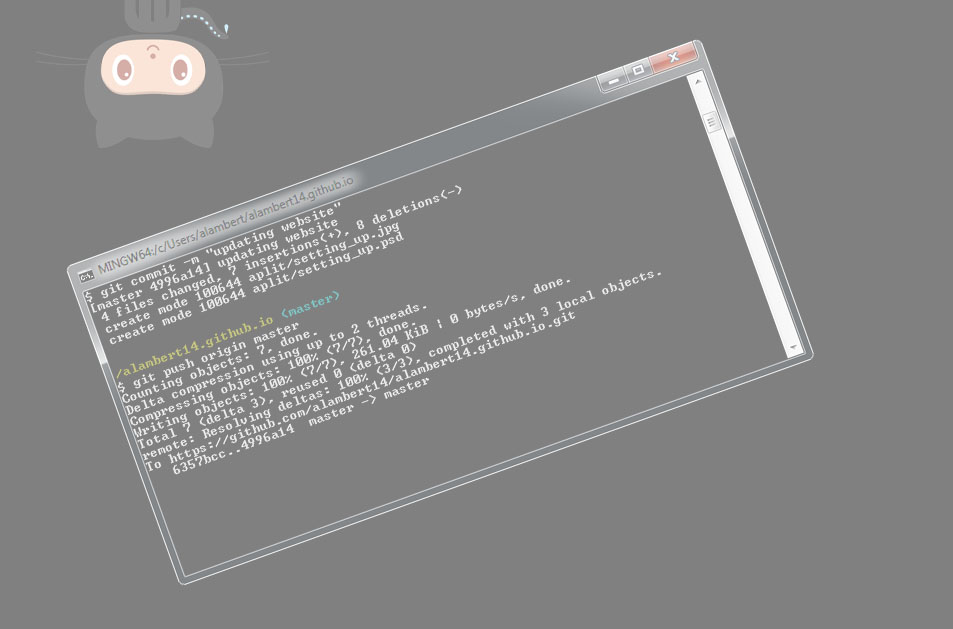 MINGW64:/c/Users/alambert/alambert14.github.io
$ git commit -m "updating website"
[master 4996a14] updating website
4 files changed, 7 insertions(+), 8 deletions(-)
create mode 100644 aplit/setting_up.jpg
create mode 100644 aplit/setting_up.psd
/alambert14.github.io (master)
$ git push origin master
Counting objects: 7, done.
Delta compression using up to 2 threads.
Compressing objects: 100% (7/7), done.
Writing objects: 100% (7/7), 261.04 KiB | 0 bytes/s, done.
Total 7 (delta 3), reused 0 (delta 0)
remote: Resolving deltas: 100% (3/3), completed with 3 local objects.
To https://github.com/alambert14/alambert14.github.io.git
6357bcc..4996a14 master -> master